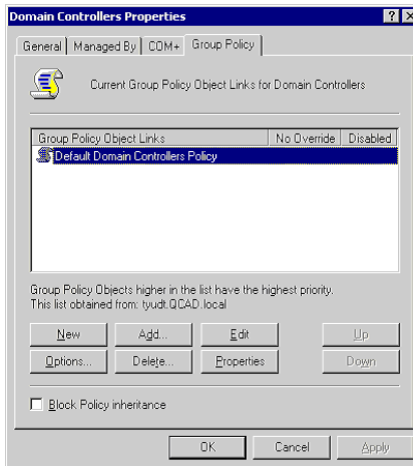 Domain Controllers Properties
General Managed By COM+ Group Policy
Current Group Policy Object Links for Domain Controllers
Group Policy Object Links No Override Disabled
Default Domain Controllers Policy
Group Policy Objects higher in the list have the highest priority.
This list obtained from: tyudt.QCAD.local
New Add... Edit Up
Options... Delete... Properties Down
Block Policy inheritance
OK Cancel Apply